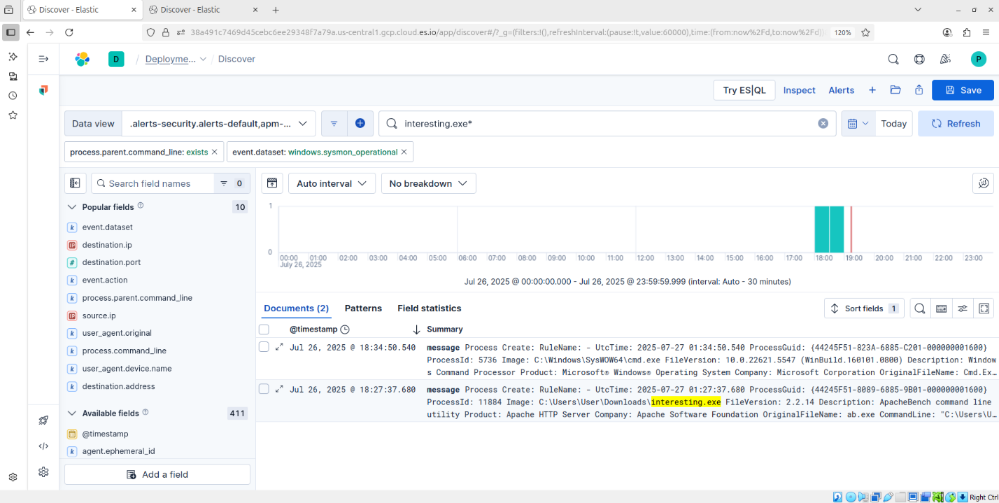 Discover - Elastic
Discover - Elastic
38a491c7469d45cebc6ee29348f7a79a.us-central1.gcp.cloud.es.io/app/discover#/?_g=(filters:!(),refreshInterval:(pause:!t,value:60000),time:(from:now%2Fd,to:now%2Fd))
120%
D
Deployme...
/
Discover
P
Try ES|QL
Inspect
Alerts
Save
Data view
.alerts-security.alerts-default,apm-...
interesting.exe*
Today
Refresh
process.parent.command_line: exists
event.dataset: windows.sysmon_operational
Search field names
0
Auto interval
No breakdown
Popular fields
10
event.dataset
destination.ip
destination.port
event.action
process.parent.command_line
source.ip
user_agent.original
process.command_line
user_agent.device.name
destination.address
Available fields
411
@timestamp
agent.ephemeral_id
Add a field
1
0
00:00 01:00 02:00 03:00 04:00 05:00 06:00 07:00 08:00 09:00 10:00 11:00 12:00 13:00 14:00 15:00 16:00 17:00 18:00 19:00 20:00 21:00 22:00 23:00
July 26, 2025
Jul 26, 2025 @ 00:00:00.000 - Jul 26, 2025 @ 23:59:59.999 (interval: Auto - 30 minutes)
Documents (2)
Patterns
Field statistics
Sort fields 1
@timestamp
Summary
Jul 26, 2025 @ 18:34:50.540
message Process Create: RuleName: - UtcTime: 2025-07-27 01:34:50.540 ProcessGuid: {44245F51-823A-6885-C201-000000001600}
ProcessId: 5736 Image: C:\Windows\SysWOW64\cmd.exe FileVersion: 10.0.22621.5547 (WinBuild.160101.0800) Description: Window
s Command Processor Product: Microsoft® Windows® Operating System Company: Microsoft Corporation OriginalFileName: Cmd.Ex…
Jul 26, 2025 @ 18:27:37.680
message Process Create: RuleName: - UtcTime: 2025-07-27 01:27:37.680 ProcessGuid: {44245F51-8089-6885-9B01-000000001600}
ProcessId: 11884 Image: C:\Users\User\Downloads\interesting.exe FileVersion: 2.2.14 Description: ApacheBench command line
utility Product: Apache HTTP Server Company: Apache Software Foundation OriginalFileName: ab.exe CommandLine: "C:\Users\U…
Right Ctrl